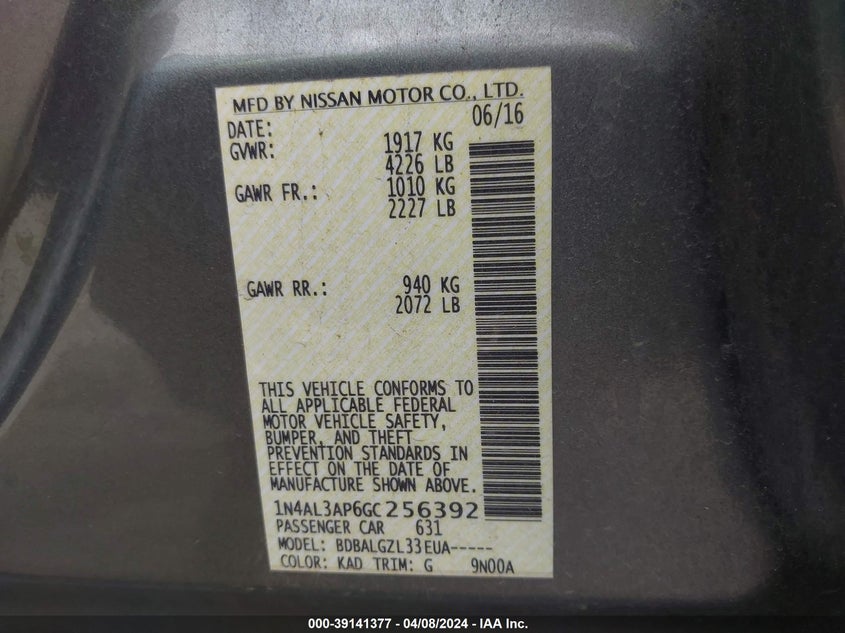 MFD BY NISSAN MOTOR CO., LTD.
DATE: 06/16
GVWR: 1917 KG
4226 LB
GAWR FR.: 1010 KG
2227 LB
GAWR RR.: 940 KG
2072 LB
THIS VEHICLE CONFORMS TO
ALL APPLICABLE FEDERAL
MOTOR VEHICLE SAFETY,
BUMPER, AND THEFT
PREVENTION STANDARDS IN
EFFECT ON THE DATE OF
MANUFACTURE SHOWN ABOVE.
1N4AL3AP6GC256392
PASSENGER CAR 631
MODEL: BDBALGZL33EUA-----
COLOR: KAD TRIM: G 9N00A
000-39141377 - 04/08/2024 - IAA Inc.